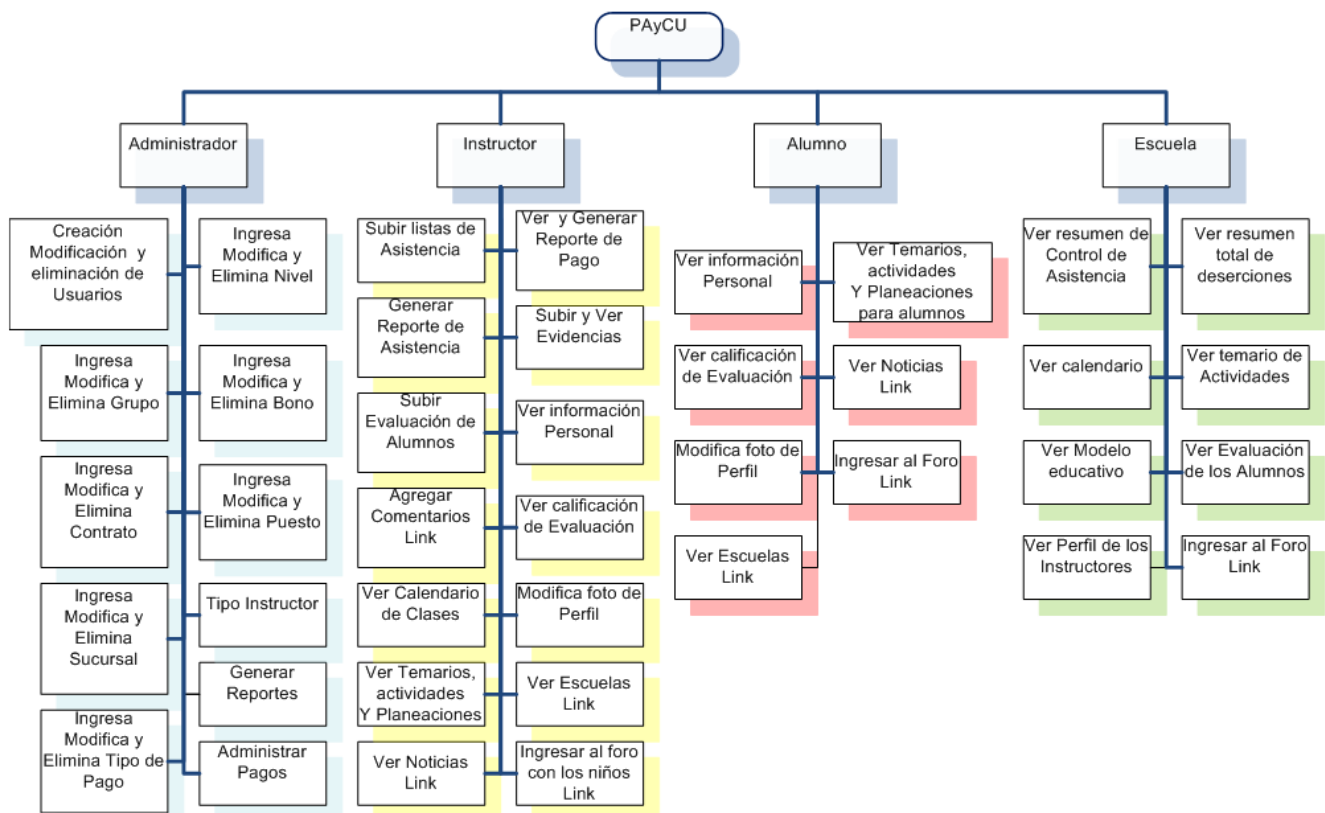 PAyCU
Administrador
Instructor
Alumno
Escuela
Creación
Modificación y
eliminación de
Usuarios
Ingresa
Modifica y
Elimina Nivel
Ingresa
Modifica y
Elimina Grupo
Ingresa
Modifica y
Elimina Bono
Ingresa
Modifica y
Elimina
Contrato
Ingresa
Modifica y
Elimina Puesto
Ingresa
Modifica y
Elimina
Sucursal
Tipo Instructor
Generar
Reportes
Ingresa
Modifica y
Elimina Tipo de
Pago
Administrar
Pagos
Subir listas de
Asistencia
Ver y Generar
Reporte de
Pago
Generar
Reporte de
Asistencia
Subir y Ver
Evidencias
Subir
Evaluación de
Alumnos
Ver información
Personal
Agregar
Comentarios
Link
Ver calificación
de Evaluación
Ver Calendario
de Clases
Modifica foto de
Perfil
Ver Temarios,
actividades
Y Planeaciones
Ver Escuelas
Link
Ver Noticias
Link
Ingresar al foro
con los niños
Link
Ver información
Personal
Ver Temarios,
actividades
Y Planeaciones
para alumnos
Ver calificación
de Evaluación
Ver Noticias
Link
Modifica foto de
Perfil
Ingresar al Foro
Link
Ver Escuelas
Link
Ver resumen de
Control de
Asistencia
Ver resumen
total de
deserciones
Ver calendario
Ver temario de
Actividades
Ver Modelo
educativo
Ver Evaluación
de los Alumnos
Ver Perfil de los
Instructores
Ingresar al Foro
Link